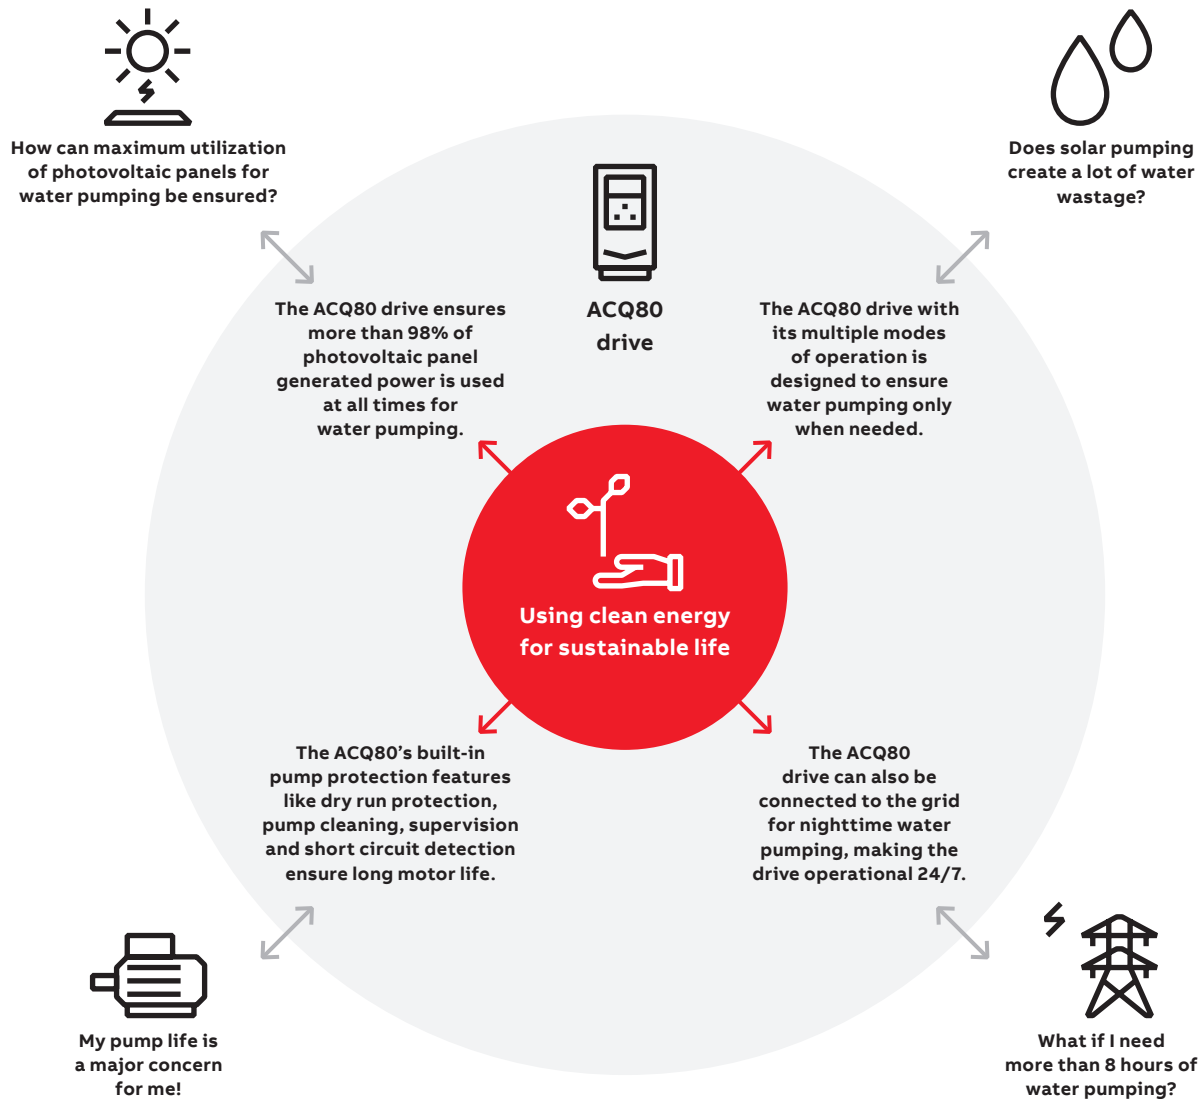 How can maximum utilization
of photovoltaic panels for
water pumping be ensured?
Does solar pumping
create a lot of water
wastage?
ACQ80
drive
The ACQ80 drive ensures
more than 98% of
photovoltaic panel
generated power is used
at all times for
water pumping.
The ACQ80 drive with
its multiple modes
of operation is
designed to ensure
water pumping only
when needed.
Using clean energy
for sustainable life
The ACQ80’s built-in
pump protection features
like dry run protection,
pump cleaning, supervision
and short circuit detection
ensure long motor life.
The ACQ80
drive can also be
connected to the grid
for nighttime water
pumping, making the
drive operational 24/7.
My pump life is
a major concern
for me!
What if I need
more than 8 hours of
water pumping?